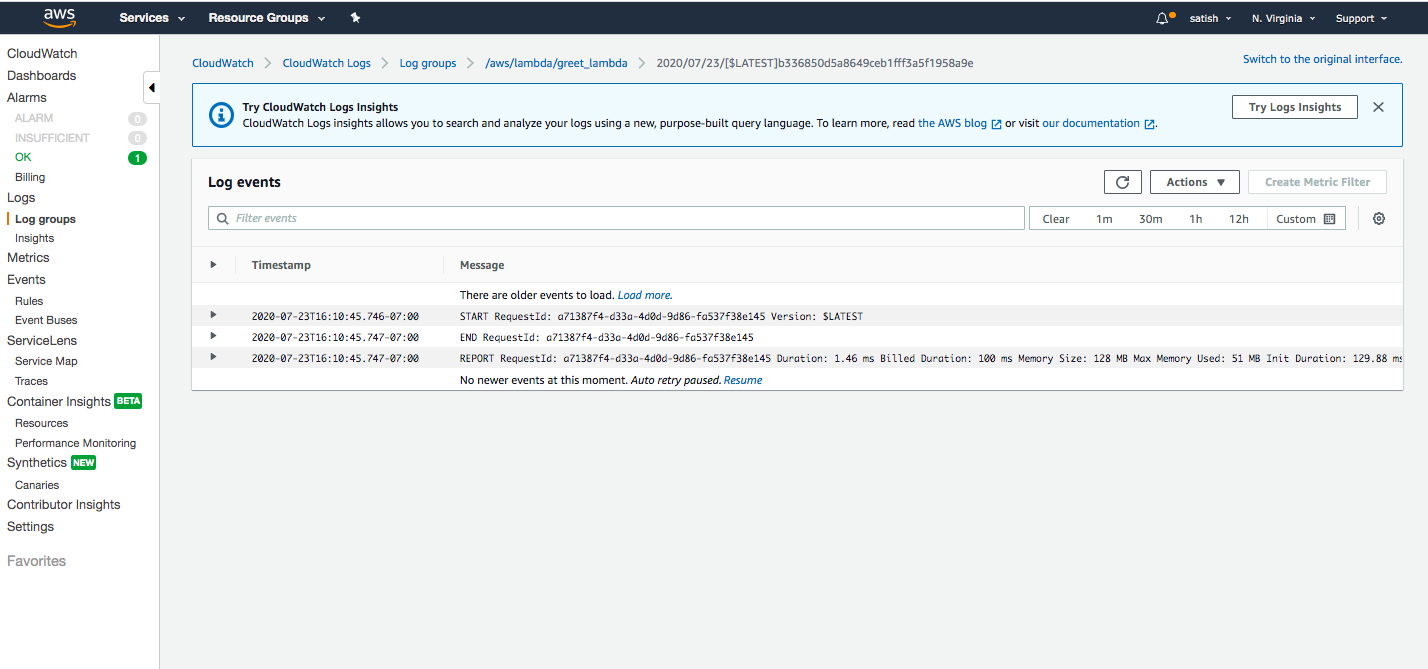 aws Services Resource Groups satish N. Virginia Support
CloudWatch
Dashboards
Alarms
ALARM 0
INSUFFICIENT 0
OK 1
Billing
Logs
Log groups
Insights
Metrics
Events
Rules
Event Buses
ServiceLens
Service Map
Traces
Container Insights BETA
Resources
Performance Monitoring
Synthetics NEW
Canaries
Contributor Insights
Settings
Favorites
CloudWatch CloudWatch Logs Log groups /aws/lambda/greet_lambda 2020/07/23/[$LATEST]b336850d5a8649ceb1fff3a5f1958a9e
Switch to the original interface.
Try CloudWatch Logs Insights
CloudWatch Logs insights allows you to search and analyze your logs using a new, purpose-built query language. To learn more, read the AWS blog or visit our documentation.
Try Logs Insights
Log events
Actions Create Metric Filter
Filter events
Clear 1m 30m 1h 12h Custom
Timestamp Message
There are older events to load. Load more.
2020-07-23T16:10:45.746-07:00 START RequestId: a71387f4-d33a-4d0d-9d86-fa537f38e145 Version: $LATEST
2020-07-23T16:10:45.747-07:00 END RequestId: a71387f4-d33a-4d0d-9d86-fa537f38e145
2020-07-23T16:10:45.747-07:00 REPORT RequestId: a71387f4-d33a-4d0d-9d86-fa537f38e145 Duration: 1.46 ms Billed Duration: 100 ms Memory Size: 128 MB Max Memory Used: 51 MB Init Duration: 129.88 ms
No newer events at this moment. Auto retry paused. Resume